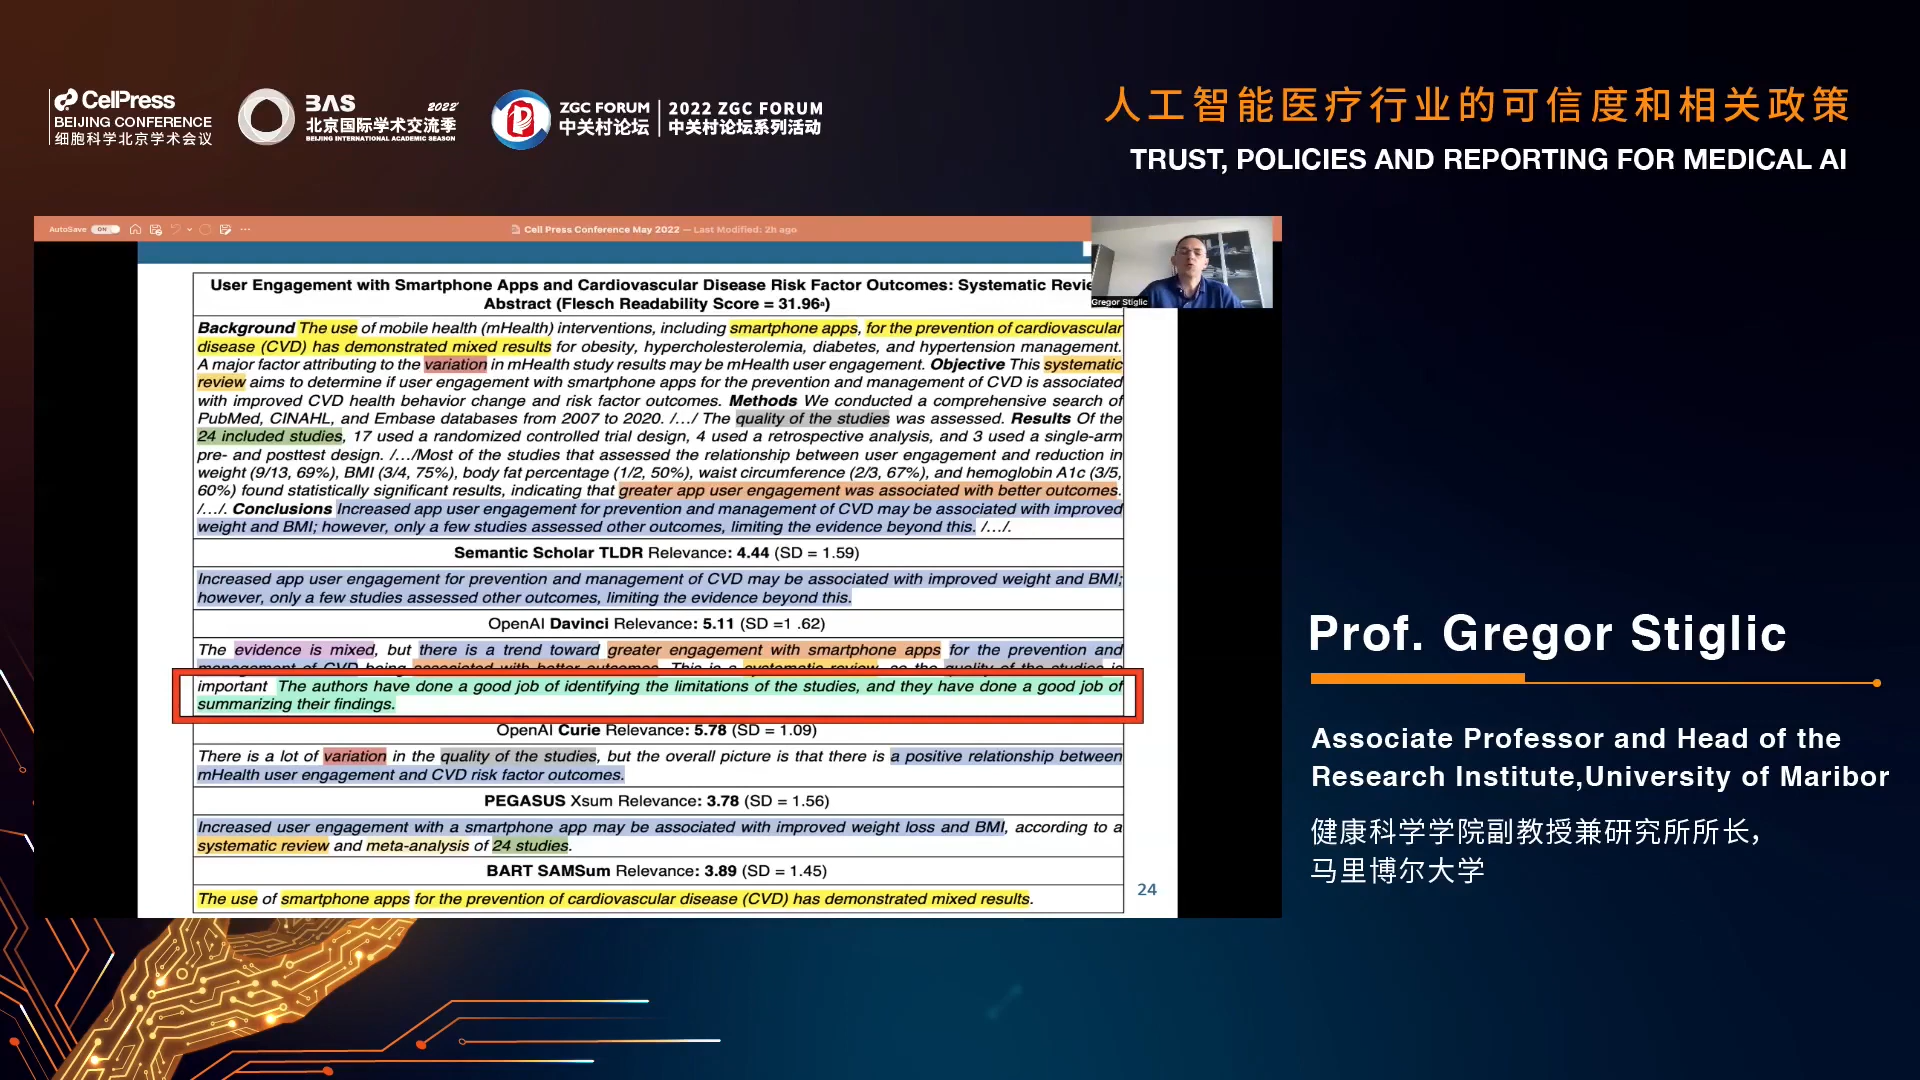 CellPress
BEIJING CONFERENCE
细胞科学北京学术会议
BAS 2022
北京国际学术交流季
BEIJING INTERNATIONAL ACADEMIC SEASON
ZGC FORUM
中关村论坛
2022 ZGC FORUM
中关村论坛系列活动
人工智能医疗行业的可信度和相关政策
TRUST, POLICIES AND REPORTING FOR MEDICAL AI
AutoSave ON
Cell Press Conference May 2022 — Last Modified: 2h ago
Gregor Stiglic
User Engagement with Smartphone Apps and Cardiovascular Disease Risk Factor Outcomes: Systematic Revie
Abstract (Flesch Readability Score = 31.96ᵃ)
Background The use of mobile health (mHealth) interventions, including smartphone apps, for the prevention of cardiovascular
disease (CVD) has demonstrated mixed results for obesity, hypercholesterolemia, diabetes, and hypertension management.
A major factor attributing to the variation in mHealth study results may be mHealth user engagement. Objective This systematic
review aims to determine if user engagement with smartphone apps for the prevention and management of CVD is associated
with improved CVD health behavior change and risk factor outcomes. Methods We conducted a comprehensive search of
PubMed, CINAHL, and Embase databases from 2007 to 2020. /…/ The quality of the studies was assessed. Results Of the
24 included studies, 17 used a randomized controlled trial design, 4 used a retrospective analysis, and 3 used a single-arm
pre- and posttest design. /…/Most of the studies that assessed the relationship between user engagement and reduction in
weight (9/13, 69%), BMI (3/4, 75%), body fat percentage (1/2, 50%), waist circumference (2/3, 67%), and hemoglobin A1c (3/5,
60%) found statistically significant results, indicating that greater app user engagement was associated with better outcomes.
/…/. Conclusions Increased app user engagement for prevention and management of CVD may be associated with improved
weight and BMI; however, only a few studies assessed other outcomes, limiting the evidence beyond this. /…/.
Semantic Scholar TLDR Relevance: 4.44 (SD = 1.59)
Increased app user engagement for prevention and management of CVD may be associated with improved weight and BMI;
however, only a few studies assessed other outcomes, limiting the evidence beyond this.
OpenAI Davinci Relevance: 5.11 (SD =1 .62)
The evidence is mixed, but there is a trend toward greater engagement with smartphone apps for the prevention and
management of CVD being associated with better outcomes. This is a systematic review, so the quality of the studies is
important The authors have done a good job of identifying the limitations of the studies, and they have done a good job of
summarizing their findings.
OpenAI Curie Relevance: 5.78 (SD = 1.09)
There is a lot of variation in the quality of the studies, but the overall picture is that there is a positive relationship between
mHealth user engagement and CVD risk factor outcomes.
PEGASUS Xsum Relevance: 3.78 (SD = 1.56)
Increased user engagement with a smartphone app may be associated with improved weight loss and BMI, according to a
systematic review and meta-analysis of 24 studies.
BART SAMSum Relevance: 3.89 (SD = 1.45)
The use of smartphone apps for the prevention of cardiovascular disease (CVD) has demonstrated mixed results.
24
Prof. Gregor Stiglic
Associate Professor and Head of the
Research Institute,University of Maribor
健康科学学院副教授兼研究所所长，
马里博尔大学